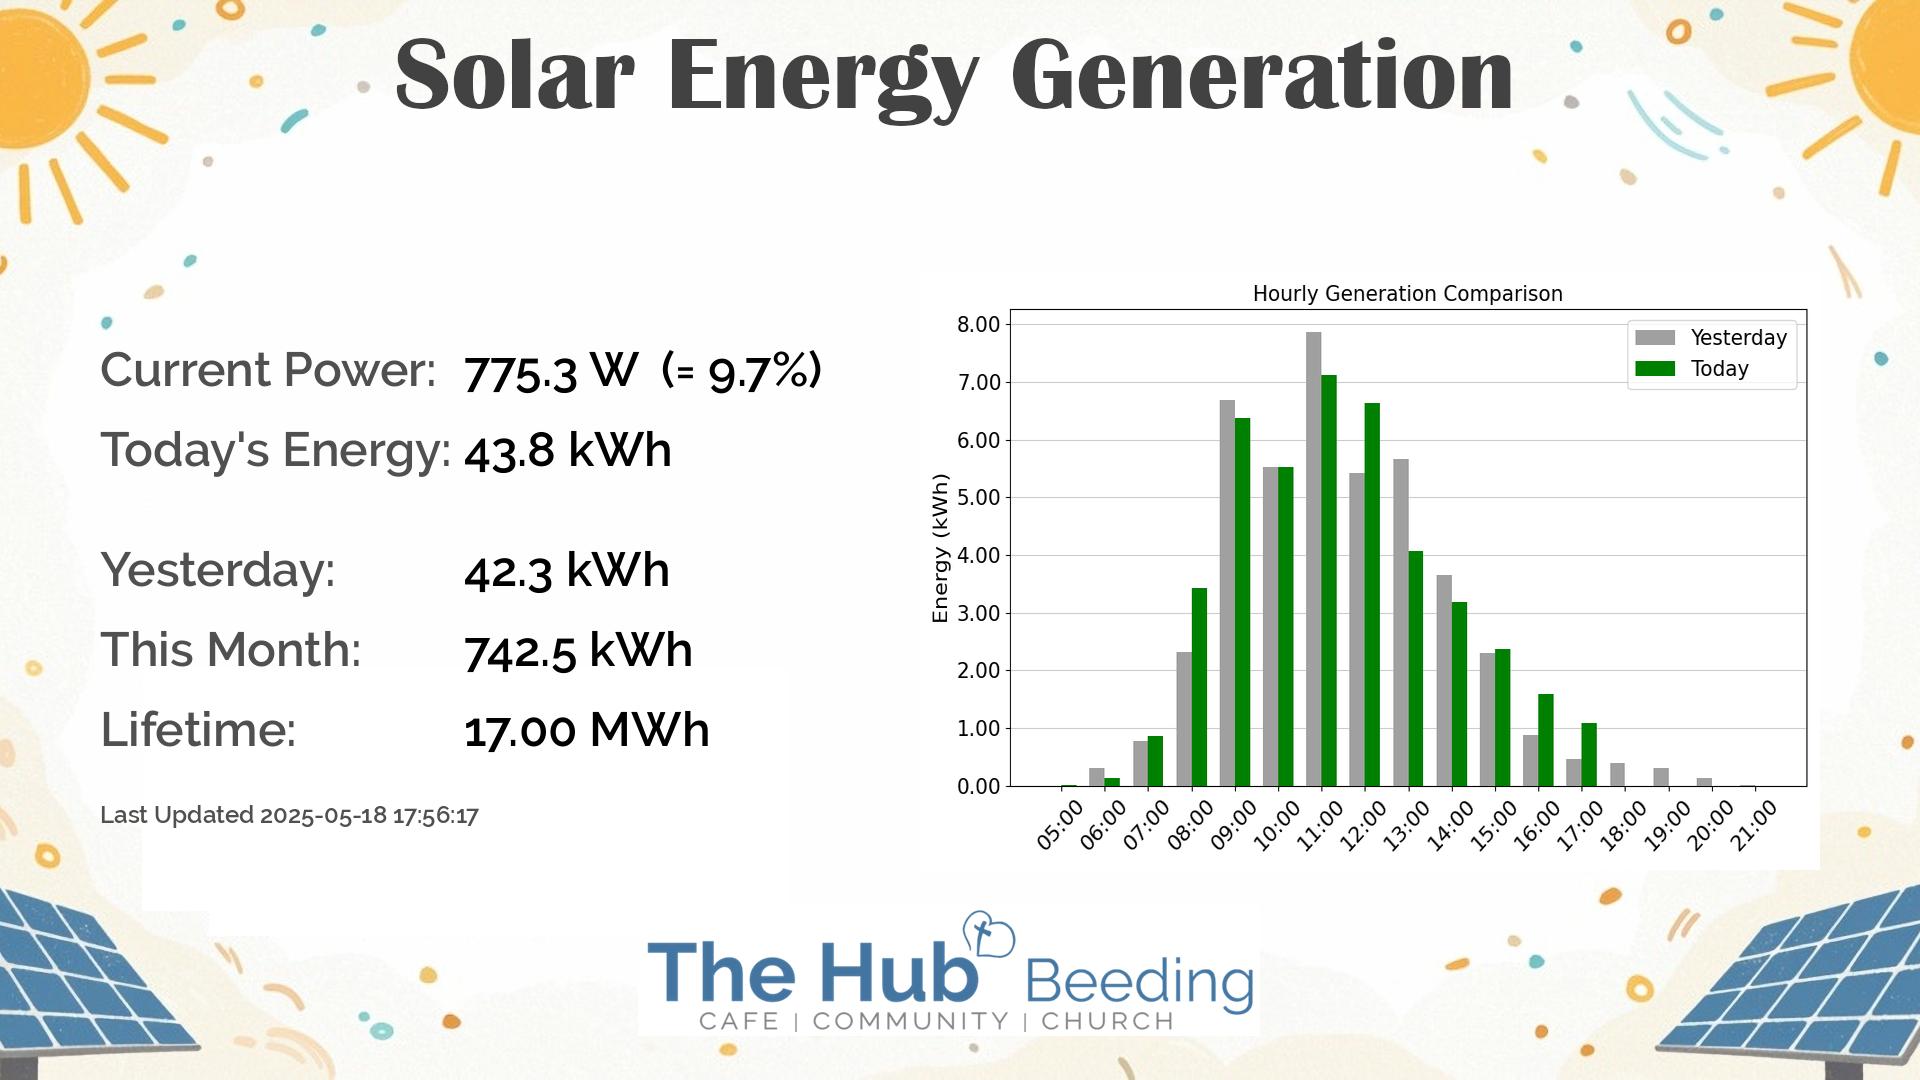 Solar Energy Generation
Current Power: 775.3 W (= 9.7%)
Today's Energy: 43.8 kWh
Yesterday: 42.3 kWh
This Month: 742.5 kWh
Lifetime: 17.00 MWh
Last Updated 2025-05-18 17:56:17
Hourly Generation Comparison
Yesterday
Today
Energy (kWh)
8.00
7.00
6.00
5.00
4.00
3.00
2.00
1.00
0.00
05:00 06:00 07:00 08:00 09:00 10:00 11:00 12:00 13:00 14:00 15:00 16:00 17:00 18:00 19:00 20:00 21:00
The Hub Beeding
CAFE | COMMUNITY | CHURCH